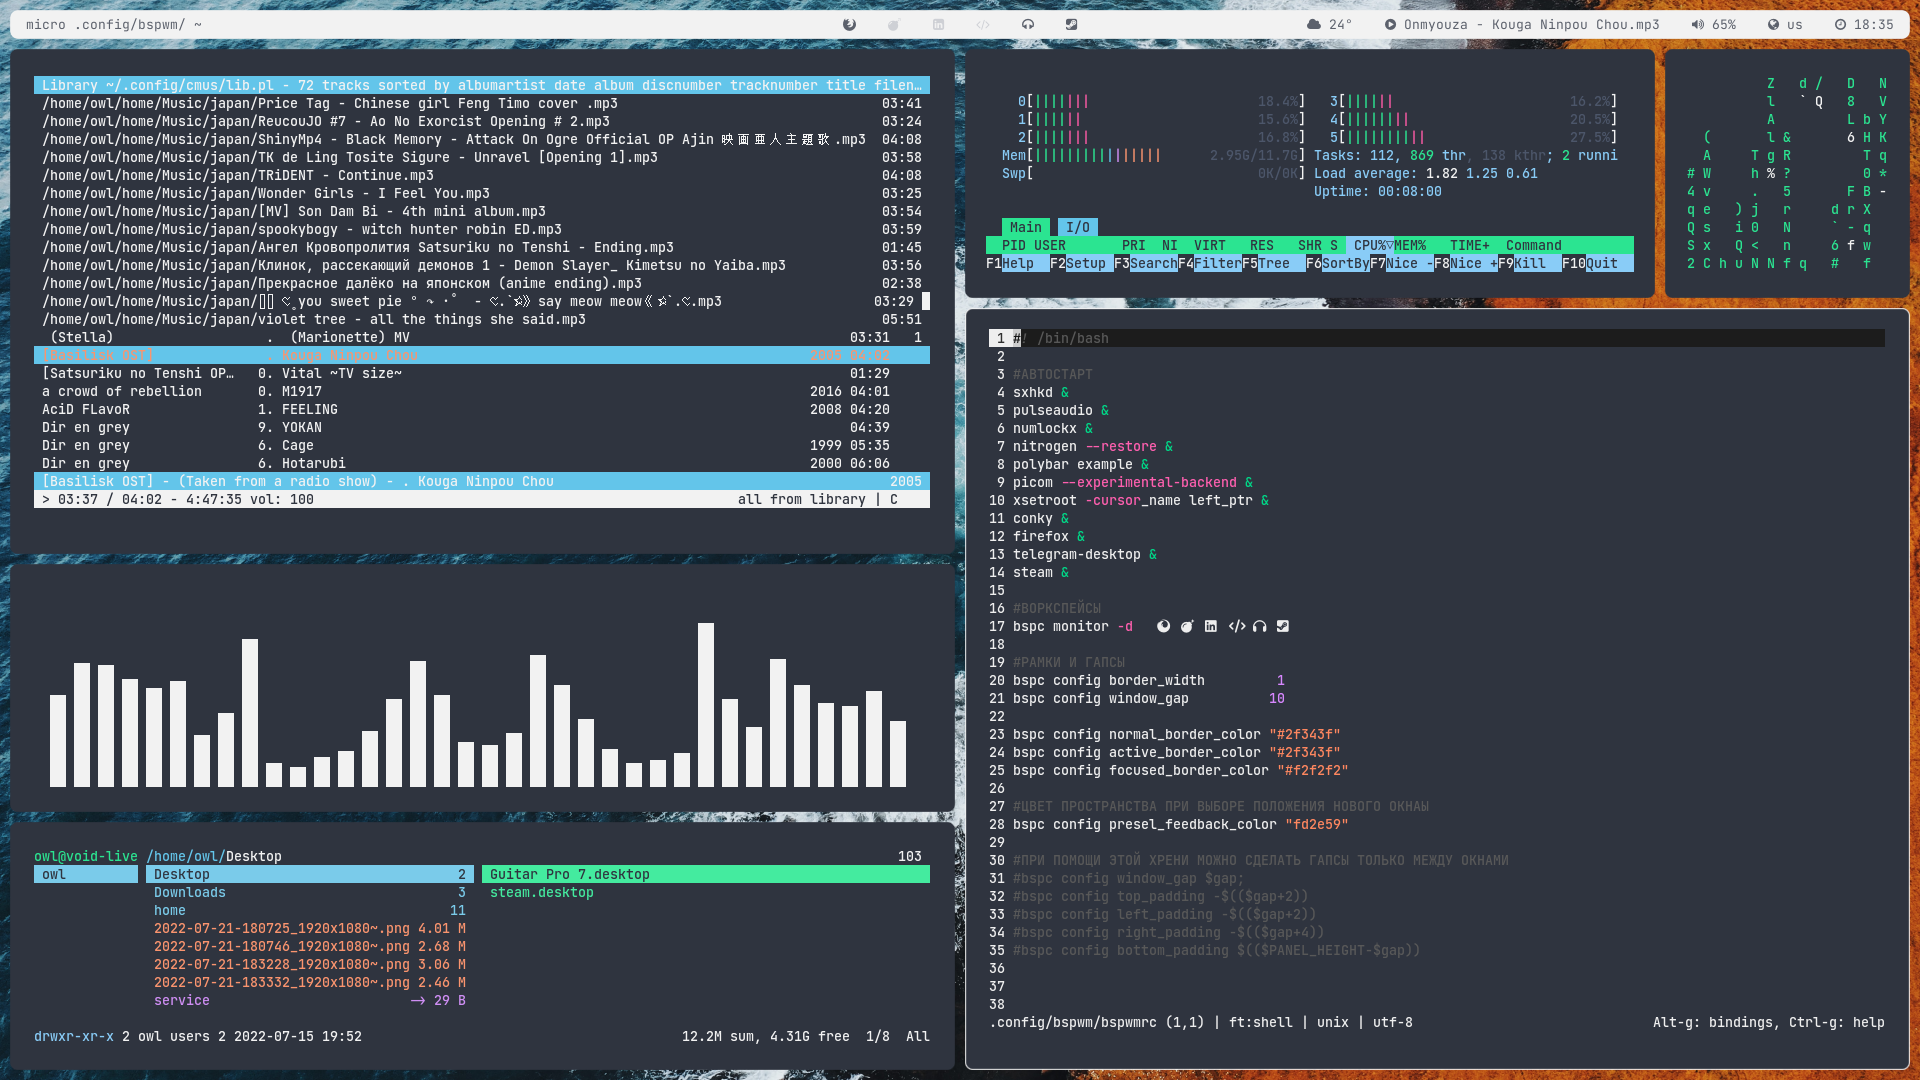 micro .config/bspwm/ ~
24°
Onmyouza - Kouga Ninpou Chou.mp3
65%
us
18:35
Library ~/.config/cmus/lib.pl - 72 tracks sorted by albumartist date album discnumber tracknumber title filen…
/home/owl/home/Music/japan/Price Tag - Chinese girl Feng Timo cover .mp3 03:41
/home/owl/home/Music/japan/ReucouJO #7 - Ao No Exorcist Opening # 2.mp3 03:24
/home/owl/home/Music/japan/ShinyMp4 - Black Memory - Attack On Ogre Official OP Ajin 映画亜人主題歌.mp3 04:08
/home/owl/home/Music/japan/TK de Ling Tosite Sigure - Unravel [Opening 1].mp3 03:58
/home/owl/home/Music/japan/TRiDENT - Continue.mp3 04:08
/home/owl/home/Music/japan/Wonder Girls - I Feel You.mp3 03:25
/home/owl/home/Music/japan/[MV] Son Dam Bi - 4th mini album.mp3 03:54
/home/owl/home/Music/japan/spookybogy - witch hunter robin ED.mp3 03:59
/home/owl/home/Music/japan/Ангел Кровопролития Satsuriku no Tenshi - Ending.mp3 01:45
/home/owl/home/Music/japan/Клинок, рассекающий демонов 1 - Demon Slayer_ Kimetsu no Yaiba.mp3 03:56
/home/owl/home/Music/japan/Прекрасное далёко на японском (anime ending).mp3 02:38
/home/owl/home/Music/japan/ you sweet pie - say meow meow .mp3 03:29
/home/owl/home/Music/japan/violet tree - all the things she said.mp3 05:51
(Stella) . (Marionette) MV 03:31 1
[Basilisk OST] . Kouga Ninpou Chou 2005 04:02
[Satsuriku no Tenshi OP… 0. Vital ~TV size~ 01:29
a crowd of rebellion 0. M1917 2016 04:01
AciD FLavoR 1. FEELING 2008 04:20
Dir en grey 9. YOKAN 04:39
Dir en grey 6. Cage 1999 05:35
Dir en grey 6. Hotarubi 2000 06:06
[Basilisk OST] - (Taken from a radio show) - . Kouga Ninpou Chou 2005
> 03:37 / 04:02 - 4:47:35 vol: 100 all from library | C
owl@void-live /home/owl/Desktop 103
owl Desktop 2 Guitar Pro 7.desktop
Downloads 3 steam.desktop
home 11
2022-07-21-180725_1920x1080~.png 4.01 M
2022-07-21-180746_1920x1080~.png 2.68 M
2022-07-21-183228_1920x1080~.png 3.06 M
2022-07-21-183332_1920x1080~.png 2.46 M
service -> 29 B
drwxr-xr-x 2 owl users 2 2022-07-15 19:52 12.2M sum, 4.31G free 1/8 All
0[||||||| 18.4%] 3[|||||| 16.2%]
1[|||||| 15.6%] 4[|||||||| 20.5%]
2[||||||| 16.8%] 5[|||||||||| 27.5%]
Mem[|||||||||||||||| 2.95G/11.7G] Tasks: 112, 869 thr, 138 kthr; 2 runni
Swp[ 0K/0K] Load average: 1.82 1.25 0.61
Uptime: 00:08:00
Main I/O
PID USER PRI NI VIRT RES SHR S CPU%▽MEM% TIME+ Command
F1Help F2Setup F3SearchF4FilterF5Tree F6SortByF7Nice -F8Nice +F9Kill F10Quit
Z d / D N
l ` Q 8 V
A L b Y
( l & 6 H K
A T g R T q
# W h % ? 0 *
4 v . 5 F B -
q e ) j r d r X
Q s i 0 N ` - q
S x Q < n 6 f w
2 C h u N N f q # f
1 #! /bin/bash
2
3 #АВТОСТАРТ
4 sxhkd &
5 pulseaudio &
6 numlockx &
7 nitrogen --restore &
8 polybar example &
9 picom --experimental-backend &
10 xsetroot -cursor_name left_ptr &
11 conky &
12 firefox &
13 telegram-desktop &
14 steam &
15
16 #ВОРКСПЕЙСЫ
17 bspc monitor -d
18
19 #РАМКИ И ГАПСЫ
20 bspc config border_width 1
21 bspc config window_gap 10
22
23 bspc config normal_border_color "#2f343f"
24 bspc config active_border_color "#2f343f"
25 bspc config focused_border_color "#f2f2f2"
26
27 #ЦВЕТ ПРОСТРАНСТВА ПРИ ВЫБОРЕ ПОЛОЖЕНИЯ НОВОГО ОКНАЫ
28 bspc config presel_feedback_color "fd2e59"
29
30 #ПРИ ПОМОЩИ ЭТОЙ ХРЕНИ МОЖНО СДЕЛАТЬ ГАПСЫ ТОЛЬКО МЕЖДУ ОКНАМИ
31 #bspc config window_gap $gap;
32 #bspc config top_padding -$(($gap+2))
33 #bspc config left_padding -$(($gap+2))
34 #bspc config right_padding -$(($gap+4))
35 #bspc config bottom_padding $(($PANEL_HEIGHT-$gap))
36
37
38
.config/bspwm/bspwmrc (1,1) | ft:shell | unix | utf-8 Alt-g: bindings, Ctrl-g: help